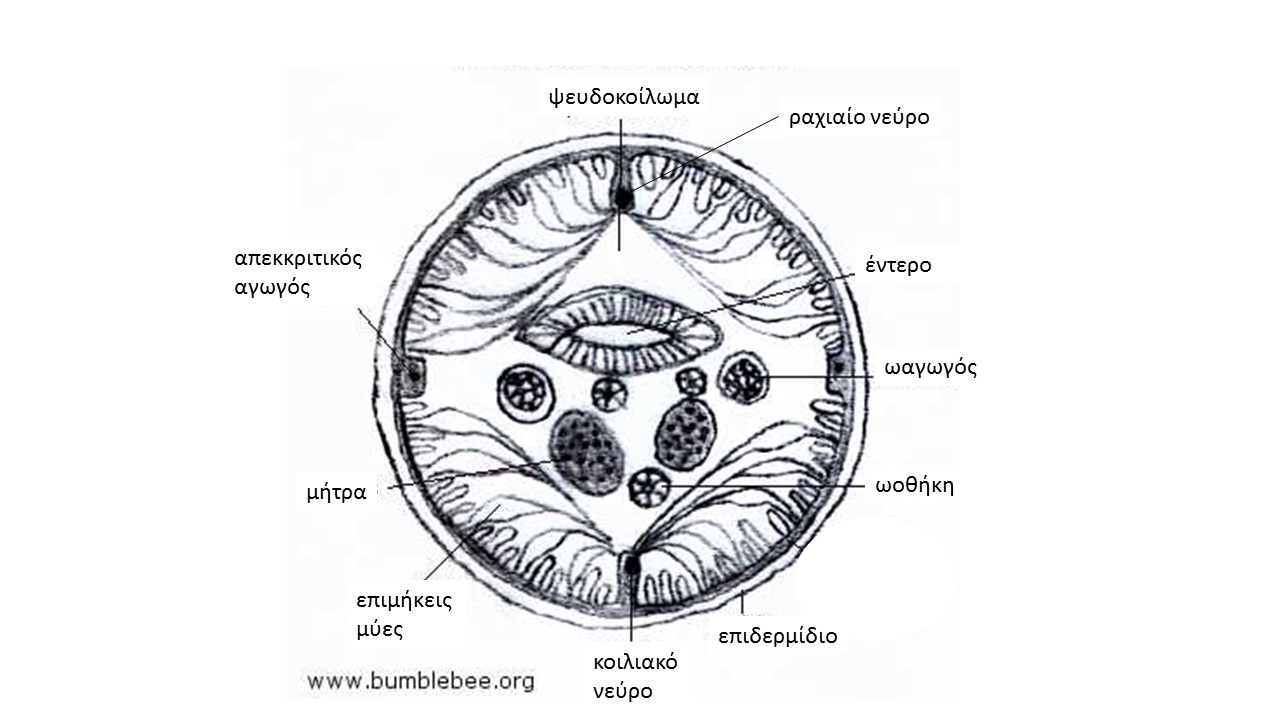 ψευδοκοίλωμα
ραχιαίο νεύρο
απεκκριτικός
αγωγός
έντερο
ωαγωγός
μήτρα
ωοθήκη
επιμήκεις
μύες
επιδερμίδιο
κοιλιακό
νεύρο
www.bumblebee.org